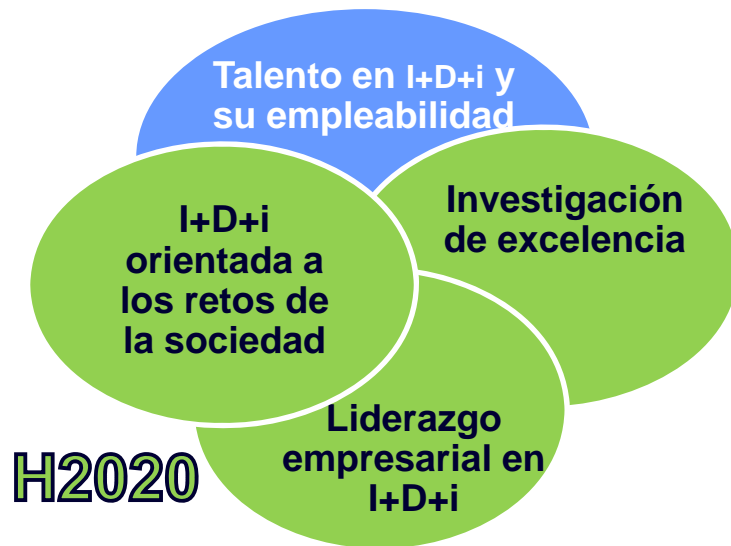 Talento en I+D+i y
su empleabilidad
Investigación
de excelencia
I+D+i
orientada a
los retos de
la sociedad
Liderazgo
empresarial en
I+D+i
H2020